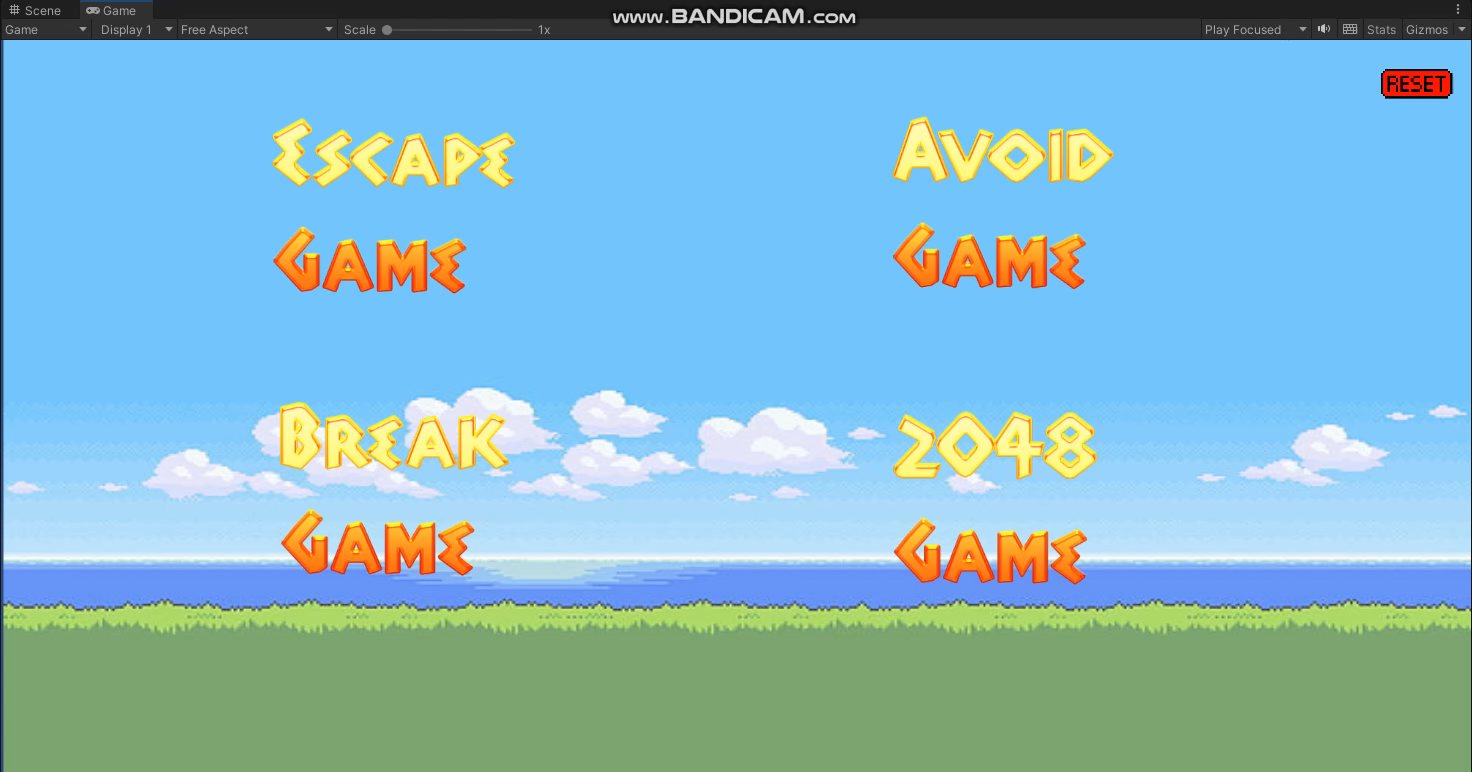 Scene Game
www.BANDICAM.com
Game Display 1 Free Aspect Scale 1x Play Focused Stats Gizmos
RESET
Escape
Game
Avoid
Game
Break
Game
2048
Game